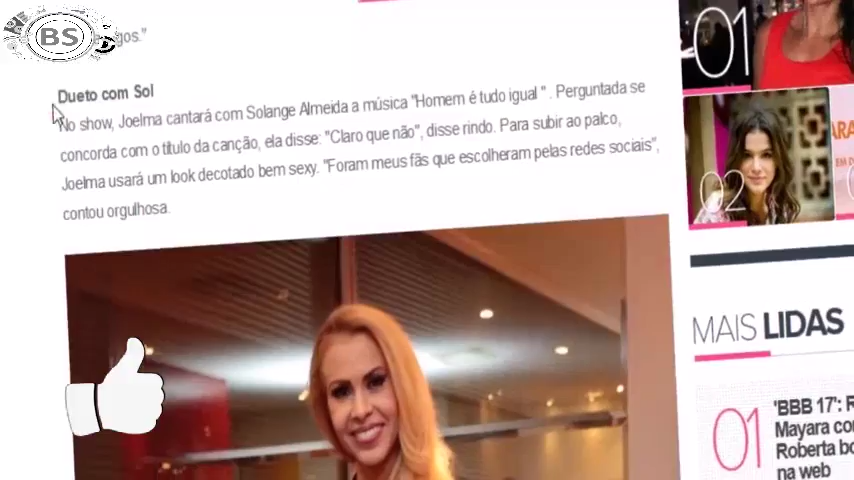 BS
Dueto com Sol
No show, Joelma cantará com Solange Almeida a música "Homem é tudo igual " . Perguntada se
concorda com o título da canção, ela disse: "Claro que não", disse rindo. Para subir ao palco,
Joelma usará um look decotado bem sexy. "Foram meus fãs que escolheram pelas redes sociais",
contou orgulhosa.
01
02
MAIS LIDAS
01
'BBB 17': R
Mayara co
Roberta bo
na web